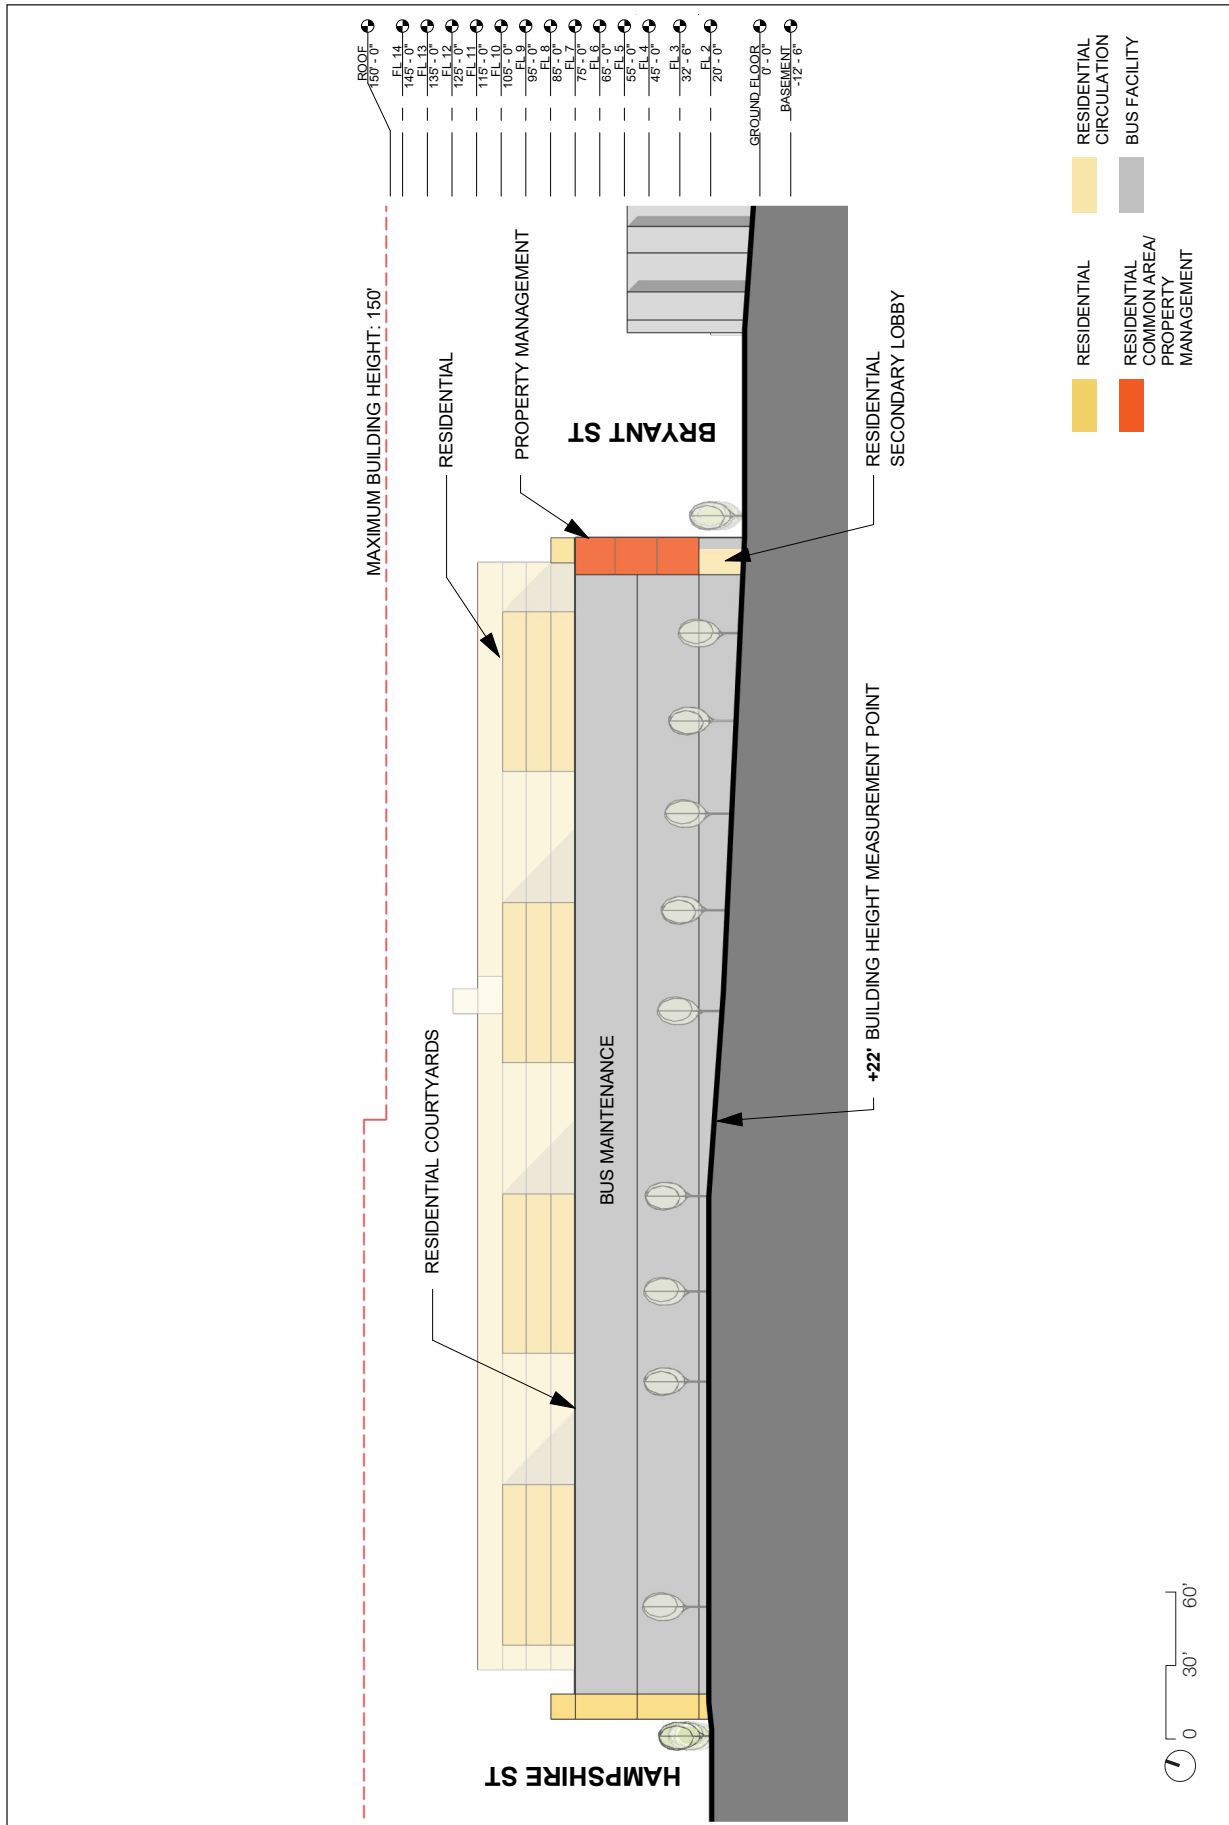 ROOF
150' - 0"
FL 14
145' - 0"
FL 13
135' - 0"
FL 12
125' - 0"
FL 11
115' - 0"
FL 10
105' - 0"
FL 9
95' - 0"
FL 8
85' - 0"
FL 7
75' - 0"
FL 6
65' - 0"
FL 5
55' - 0"
FL 4
45' - 0"
FL 3
32' - 6"
FL 2
20' - 0"
GROUND FLOOR
0' - 0"
BASEMENT
-12' - 6"
MAXIMUM BUILDING HEIGHT: 150'
RESIDENTIAL COURTYARDS
RESIDENTIAL
PROPERTY MANAGEMENT
HAMPSHIRE ST
BUS MAINTENANCE
BRYANT ST
+22' BUILDING HEIGHT MEASUREMENT POINT
RESIDENTIAL
SECONDARY LOBBY
RESIDENTIAL
RESIDENTIAL
COMMON AREA/
PROPERTY
MANAGEMENT
RESIDENTIAL
CIRCULATION
BUS FACILITY
0
30'
60'